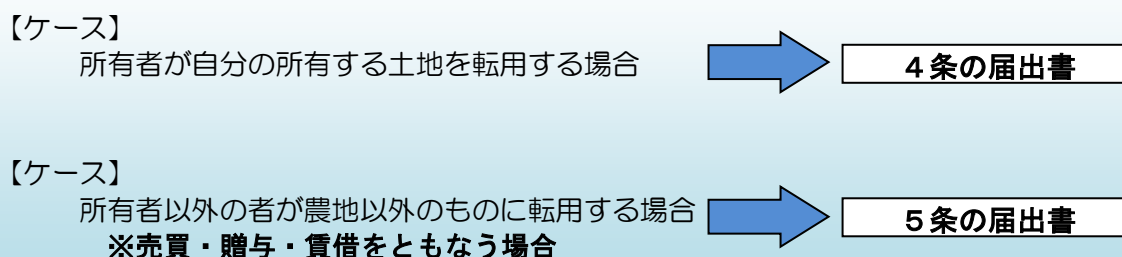 【ケース】
所有者が自分の所有する土地を転用する場合
４条の届出書
【ケース】
所有者以外の者が農地以外のものに転用する場合
５条の届出書
※売買・贈与・賃借をともなう場合